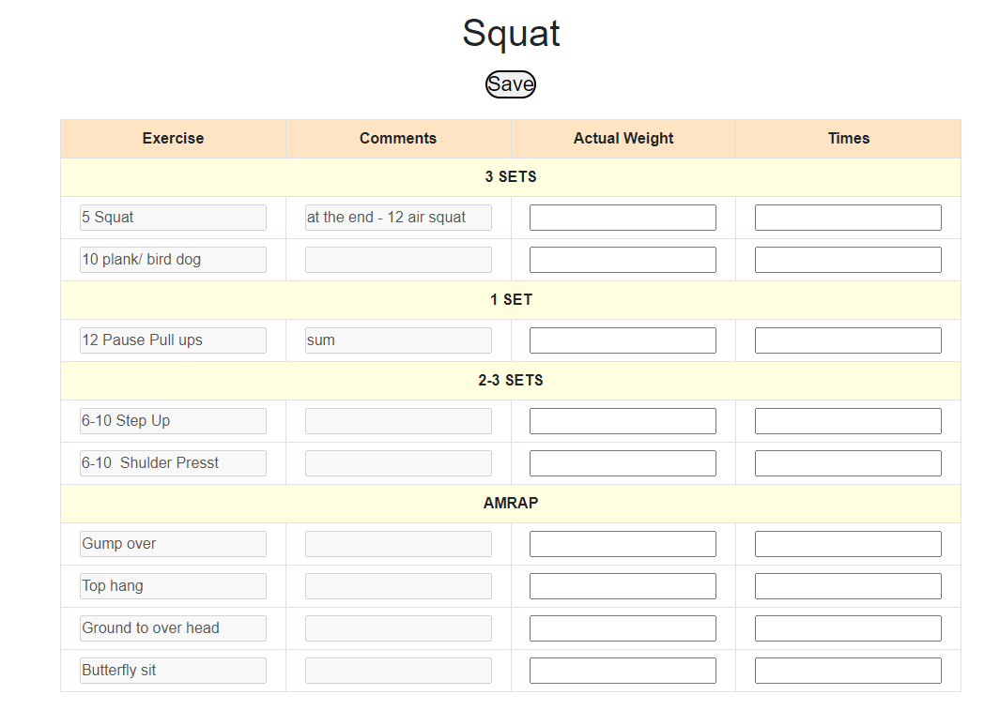 Squat
Save
Exercise Comments Actual Weight Times
3 SETS
5 Squat at the end - 12 air squat
10 plank/ bird dog
1 SET
12 Pause Pull ups sum
2-3 SETS
6-10 Step Up
6-10  Shulder Presst
AMRAP
Gump over
Top hang
Ground to over head
Butterfly sit